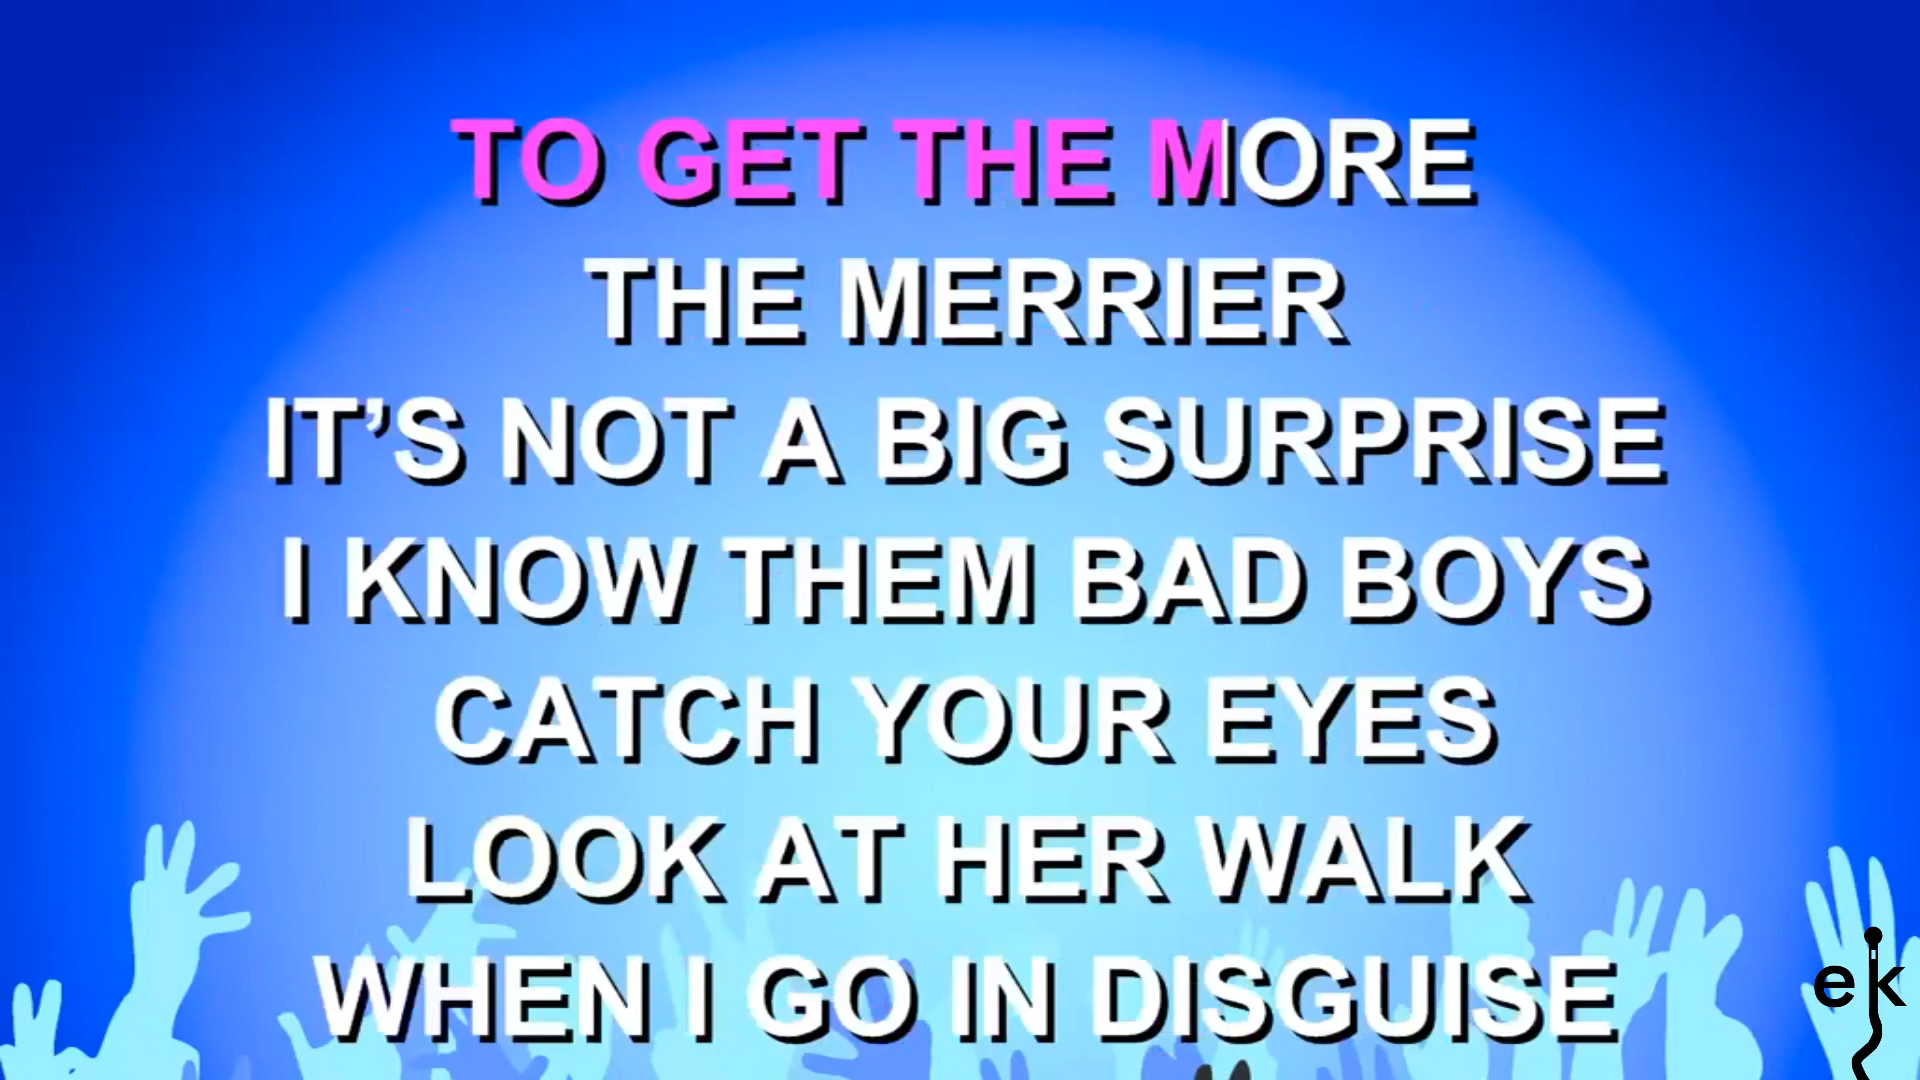 TO GET THE MORE
THE MERRIER
IT’S NOT A BIG SURPRISE
I KNOW THEM BAD BOYS
CATCH YOUR EYES
LOOK AT HER WALK
WHEN I GO IN DISGUISE
ek